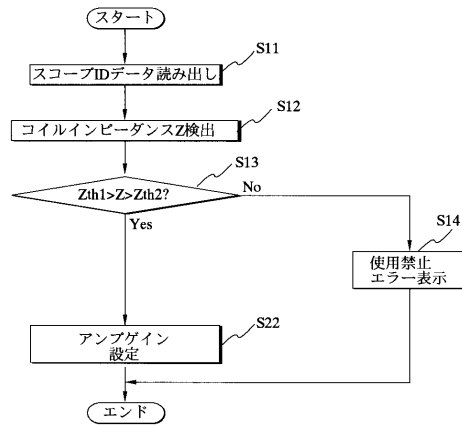 スタート
S11
スコープIDデータ読み出し
S12
コイルインピーダンスZ検出
S13
Zth1>Z>Zth2?
No
Yes
S14
使用禁止
エラー表示
S22
アンプゲイン
設定
エンド